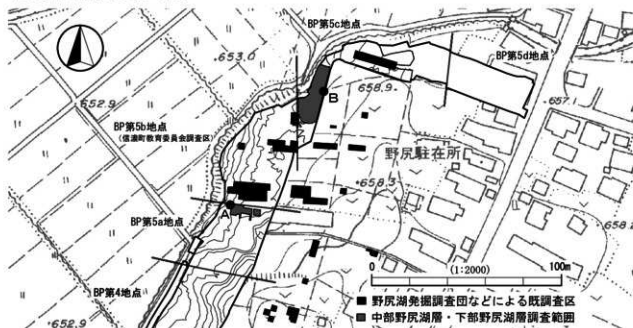 BP第5c地点
BP第5d地点
653.0
652.9
BP第5b地点
(信濃町教育委員会調査区)
658.9
657.1
B
野尻駐在所
658.3
A
BP第5a地点
658.2
BP第4地点
0 (1:2000) 100m
野尻湖発掘調査団などによる既調査区
中部野尻湖層・下部野尻湖層調査範囲
652.9